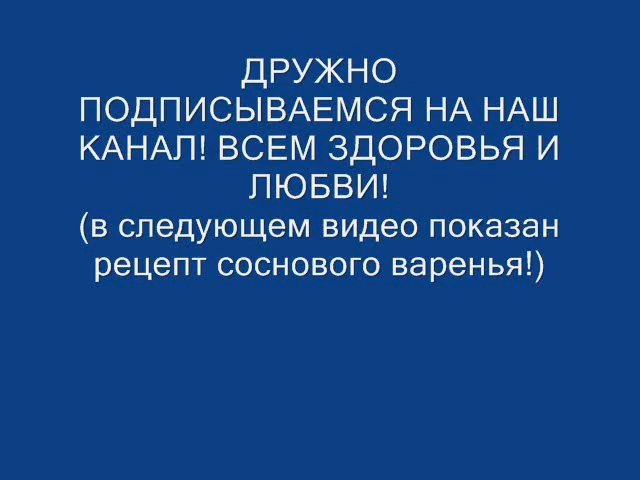 ДРУЖНО
ПОДПИСЫВАЕМСЯ НА НАШ
КАНАЛ! ВСЕМ ЗДОРОВЬЯ И
ЛЮБВИ!
(в следующем видео показан
рецепт соснового варенья!)